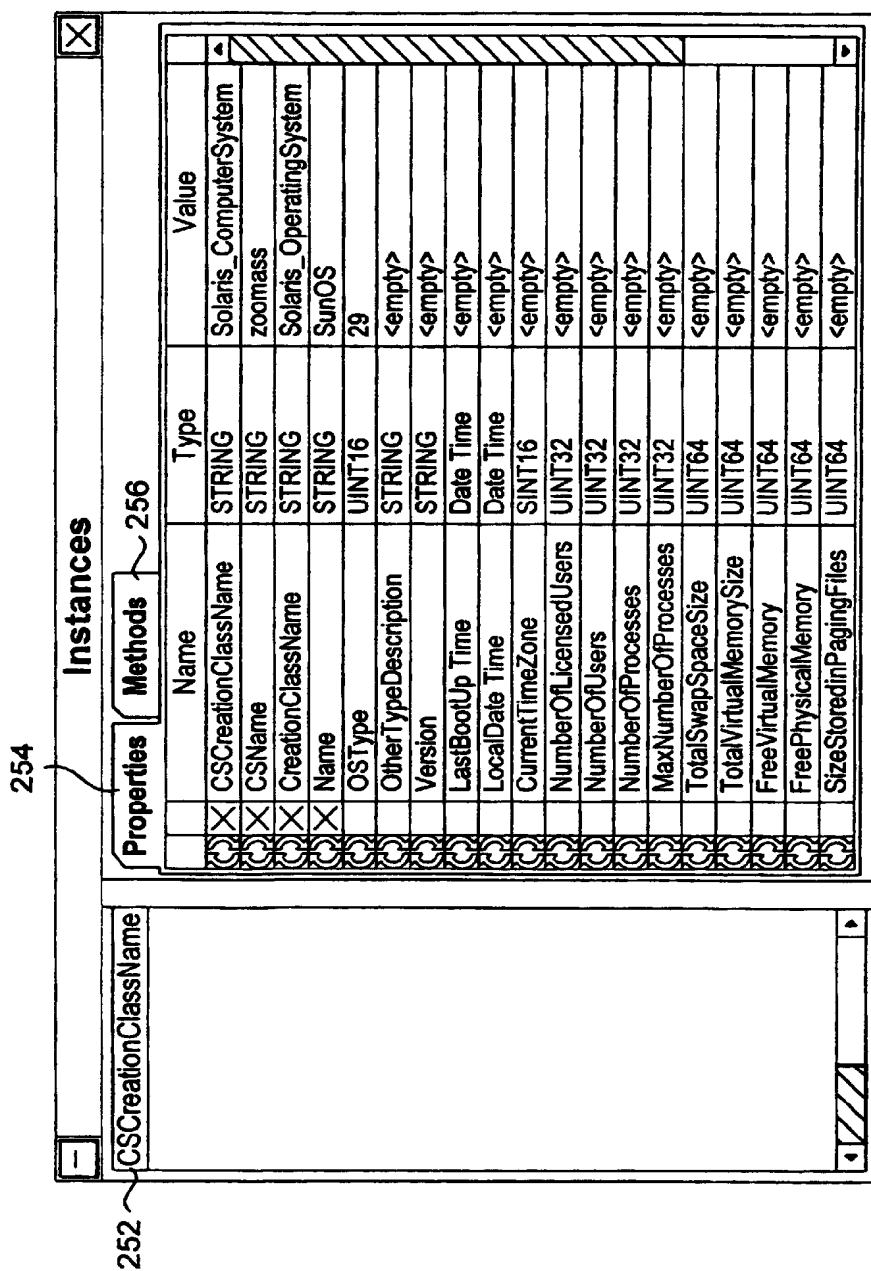 254
Instances
252
CSCreationClassName
Properties Methods 256
Name Type Value
CSCreationClassName STRING Solaris_ComputerSystem
CSName STRING zoomass
CreationClassName STRING Solaris_OperatingSystem
Name STRING SunOS
OSType UINT16 29
OtherTypeDescription STRING <empty>
Version STRING <empty>
LastBootUp Time Date Time <empty>
LocalDate Time Date Time <empty>
CurrentTimeZone SINT16 <empty>
NumberOfLicensedUsers UINT32 <empty>
NumberOfUsers UINT32 <empty>
NumberOfProcesses UINT32 <empty>
MaxNumberOfProcesses UINT32 <empty>
TotalSwapSpaceSize UINT64 <empty>
TotalVirtualMemorySize UINT64 <empty>
FreeVirtualMemory UINT64 <empty>
FreePhysicalMemory UINT64 <empty>
SizeStoredinPagingFiles UINT64 <empty>